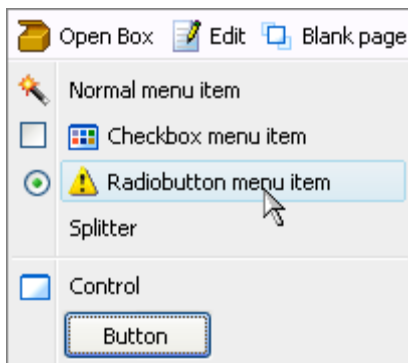 Open Box Edit Blank page
Normal menu item
Checkbox menu item
Radiobutton menu item
Splitter
Control
Button